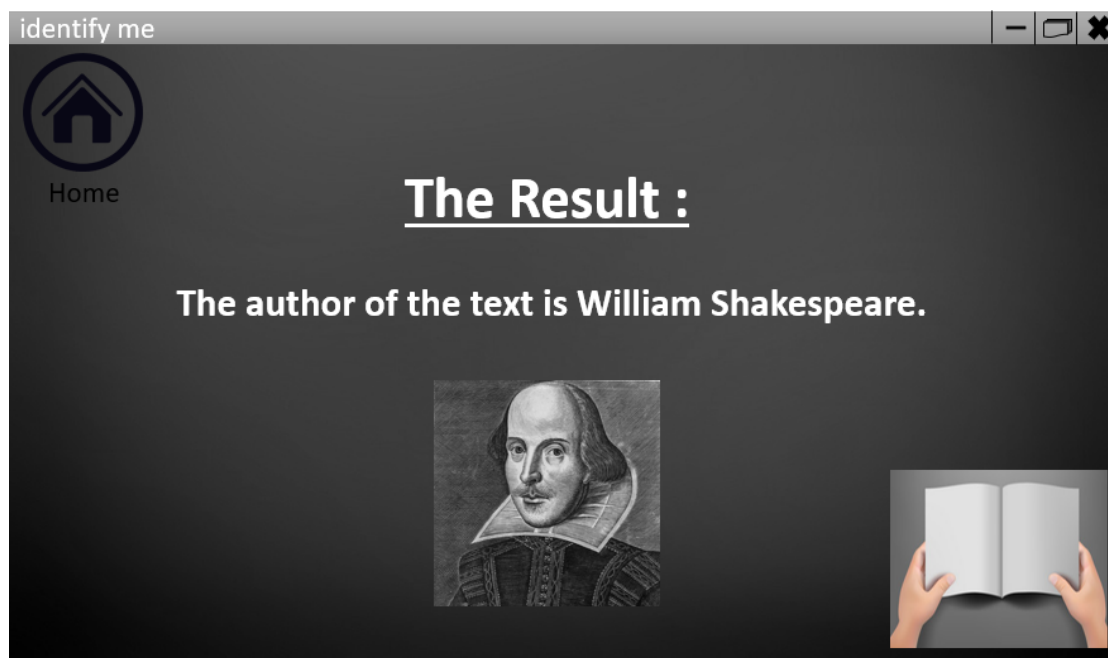 identify me
Home
The Result :
The author of the text is William Shakespeare.